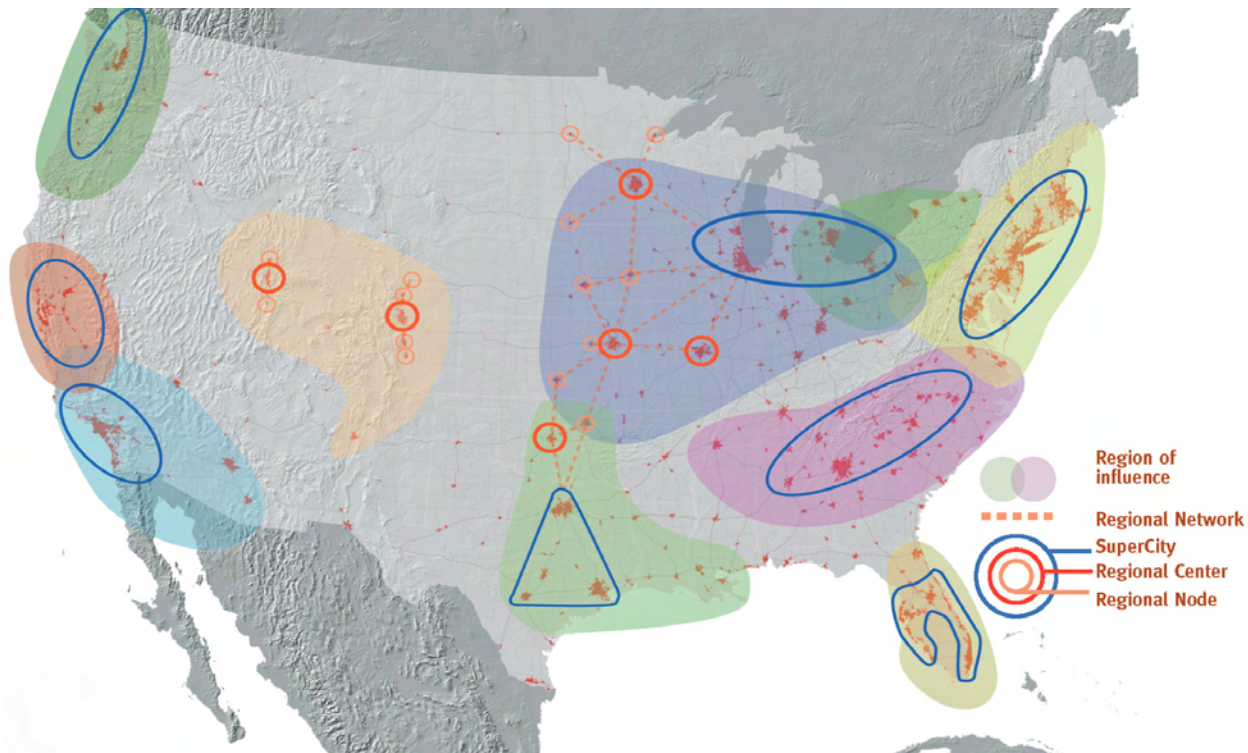 Region of
influence
Regional Network
SuperCity
Regional Center
Regional Node